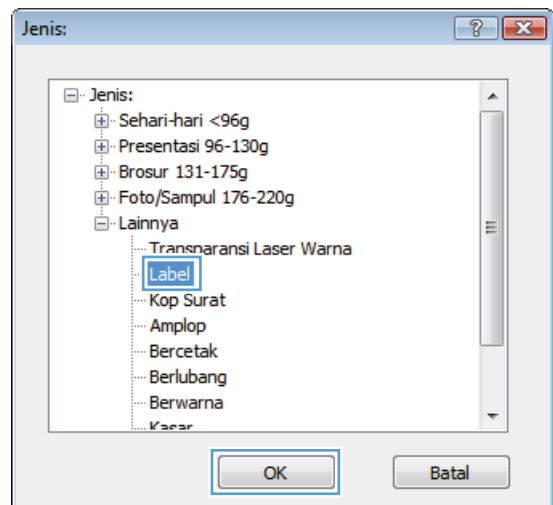 Jenis:
Jenis:
Sehari-hari <96g
Presentasi 96-130g
Brosur 131-175g
Foto/Sampul 176-220g
Lainnya
Transparansi Laser Warna
Label
Kop Surat
Amplop
Bercetak
Berlubang
Berwarna
Kasar
OK
Batal